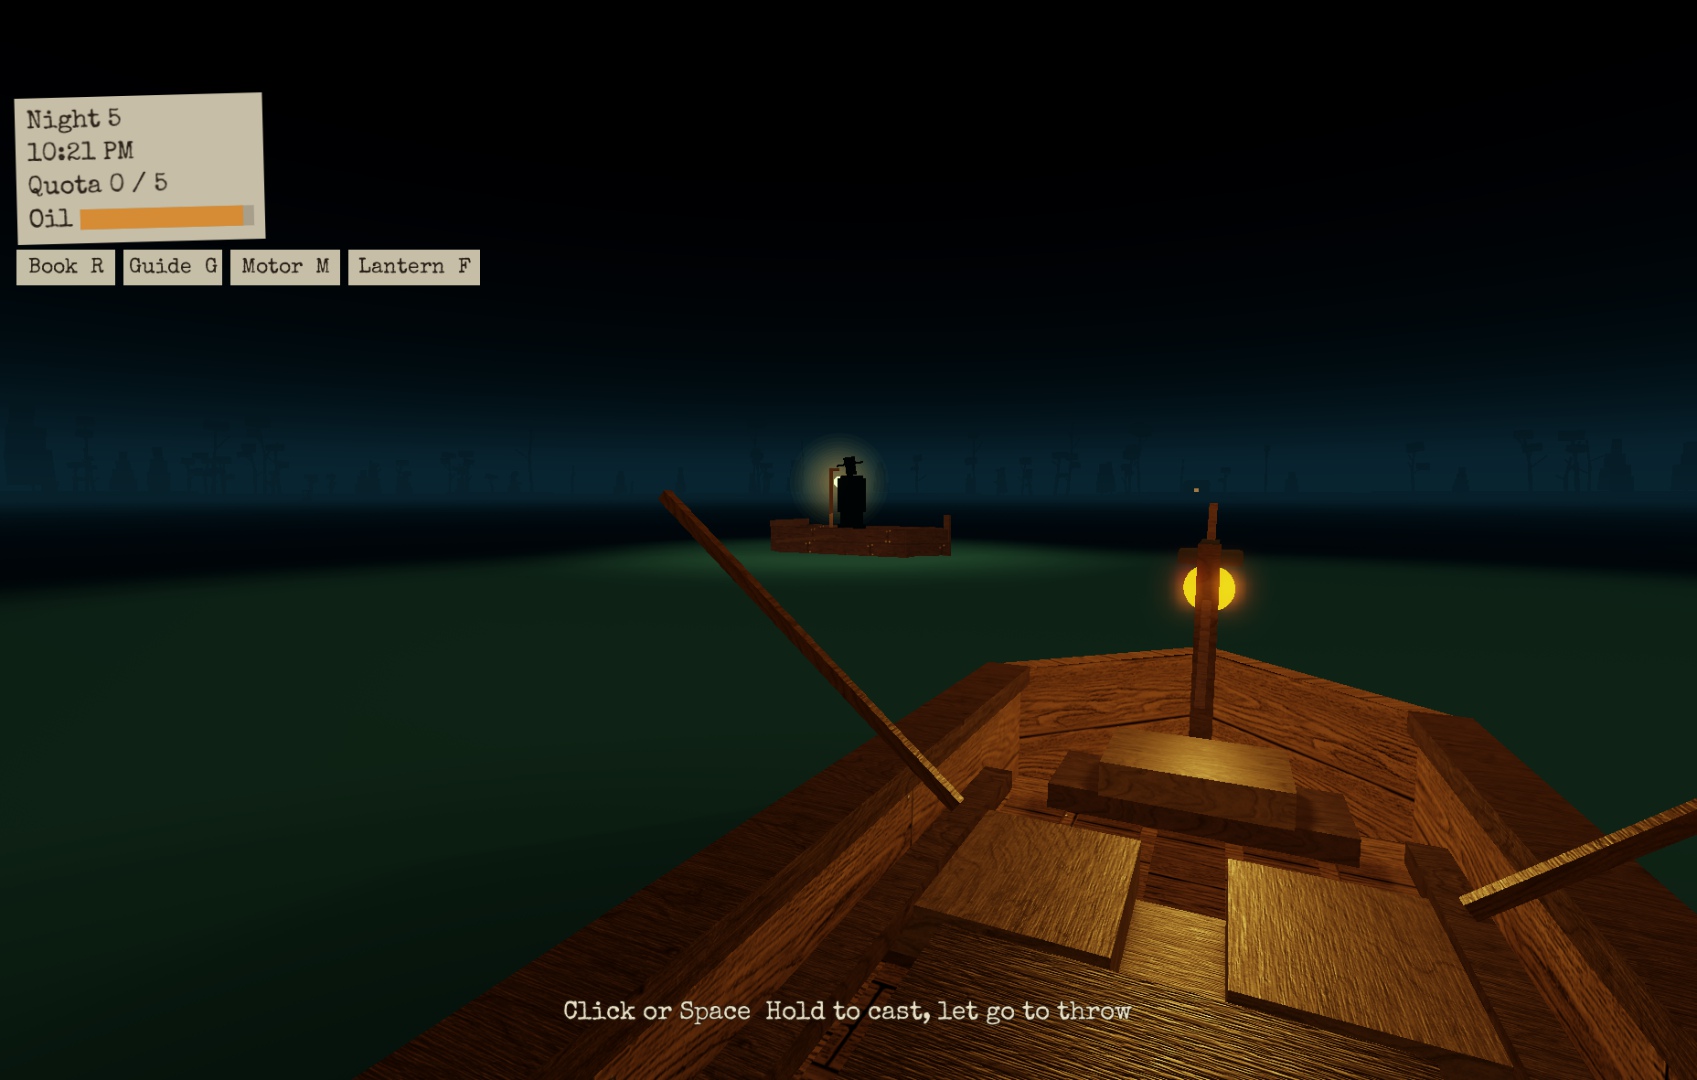 Night 5
10:21 PM
Quota 0 / 5
Oil
Book R
Guide G
Motor M
Lantern F
Click or Space Hold to cast, let go to throw